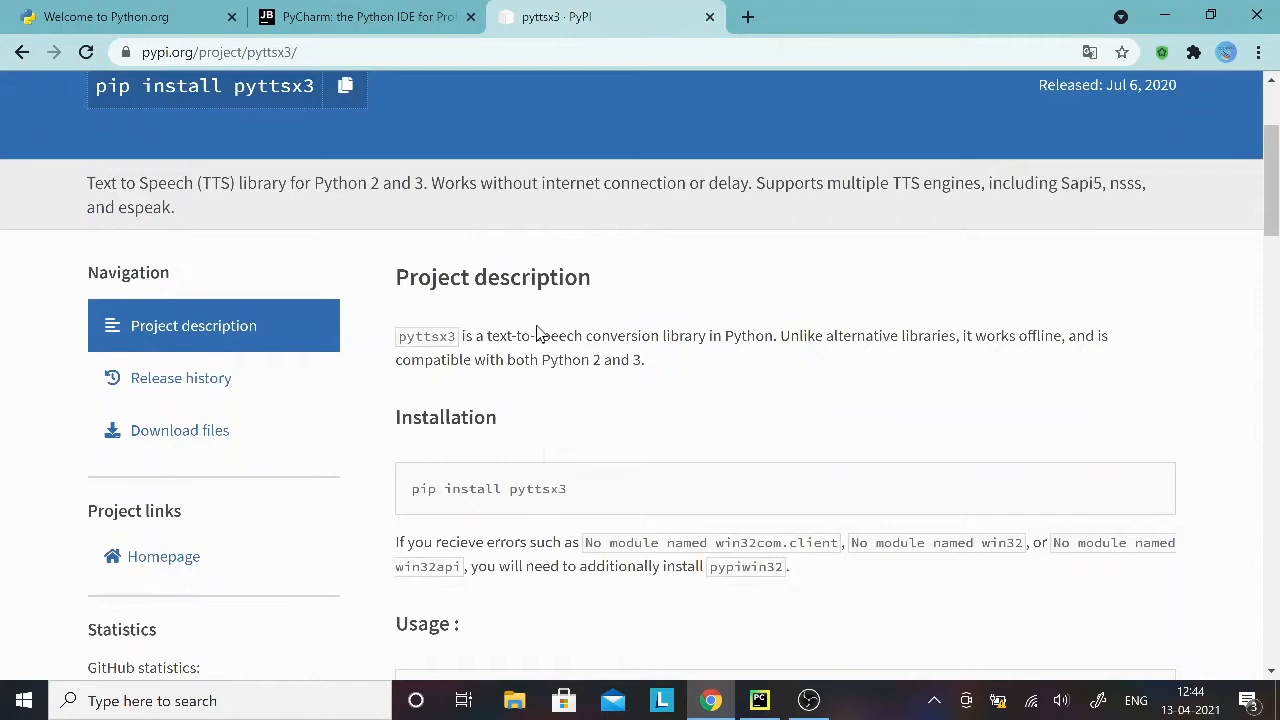 Welcome to Python.org
PyCharm: the Python IDE for Prof
pyttsx3 · PyPI
pypi.org/project/pyttsx3/
pip install pyttsx3
Released: Jul 6, 2020
Text to Speech (TTS) library for Python 2 and 3. Works without internet connection or delay. Supports multiple TTS engines, including Sapi5, nsss,
and espeak.
Navigation
Project description
Release history
Download files
Project links
Homepage
Statistics
GitHub statistics:
Project description
pyttsx3 is a text-to-speech conversion library in Python. Unlike alternative libraries, it works offline, and is
compatible with both Python 2 and 3.
Installation
pip install pyttsx3
If you recieve errors such as No module named win32com.client, No module named win32, or No module named
win32api, you will need to additionally install pypiwin32.
Usage :
Type here to search
ENG
12:44
13-04-2021
3